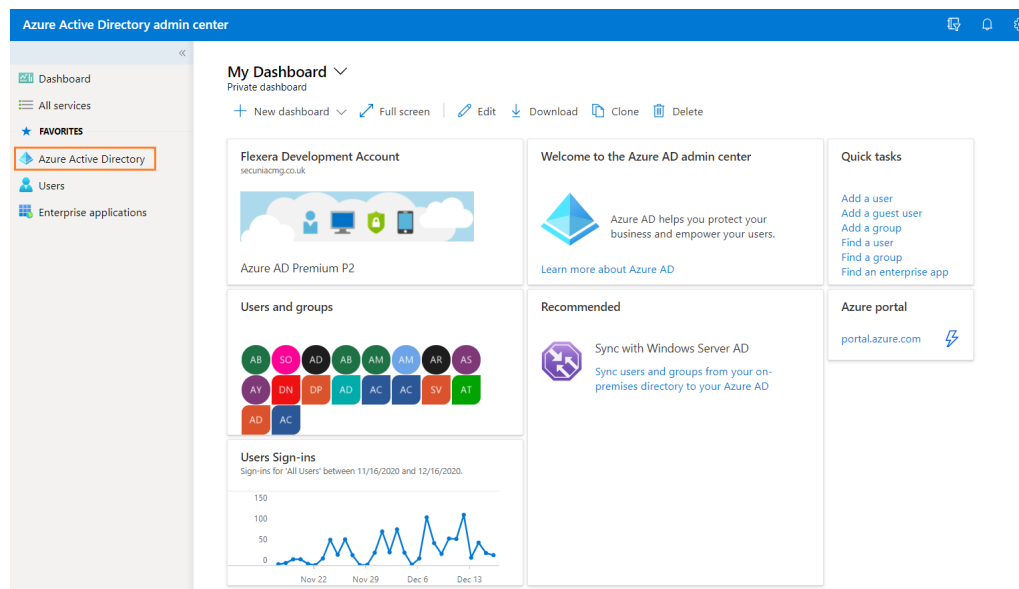 Azure Active Directory admin center
«
Dashboard
All services
FAVORITES
Azure Active Directory
Users
Enterprise applications
My Dashboard
Private dashboard
New dashboard
Full screen
Edit
Download
Clone
Delete
Flexera Development Account
secuniacmg.co.uk
Azure AD Premium P2
Welcome to the Azure AD admin center
Azure AD helps you protect your
business and empower your users.
Learn more about Azure AD
Quick tasks
Add a user
Add a guest user
Add a group
Find a user
Find a group
Find an enterprise app
Users and groups
AB SO AD AB AM AM AR AS
AY DN DP AD AC AC SV AT
AD AC
Recommended
Sync with Windows Server AD
Sync users and groups from your on-
premises directory to your Azure AD
Azure portal
portal.azure.com
Users Sign-ins
Sign-ins for 'All Users' between 11/16/2020 and 12/16/2020.
150
100
50
0
Nov 22 Nov 29 Dec 6 Dec 13